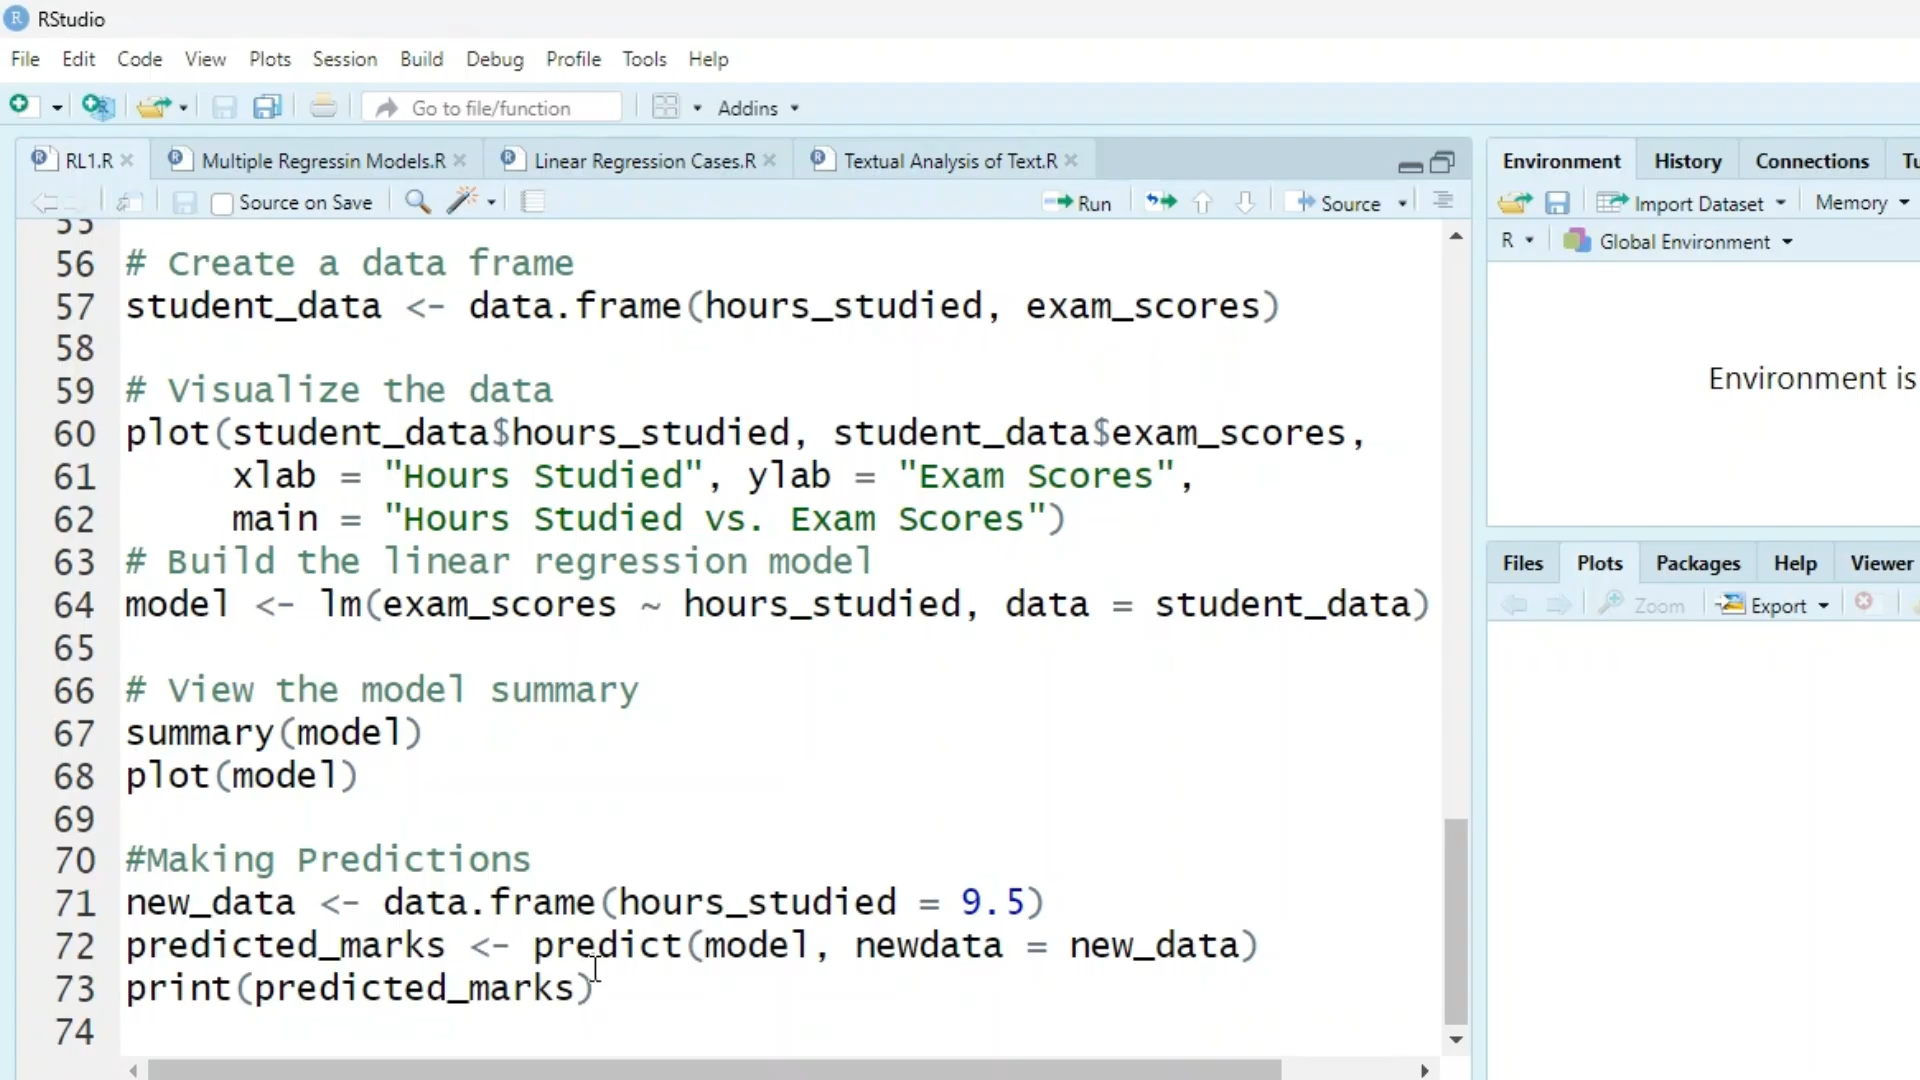 RStudio
File Edit Code View Plots Session Build Debug Profile Tools Help
Go to file/function Addins
RL1.R Multiple Regressin Models.R Linear Regression Cases.R Textual Analysis of Text.R
Source on Save Run Source
55
56 # Create a data frame
57 student_data <- data.frame(hours_studied, exam_scores)
58
59 # Visualize the data
60 plot(student_data$hours_studied, student_data$exam_scores,
61 xlab = "Hours Studied", ylab = "Exam Scores",
62 main = "Hours Studied vs. Exam Scores")
63 # Build the linear regression model
64 model <- lm(exam_scores ~ hours_studied, data = student_data)
65
66 # View the model summary
67 summary(model)
68 plot(model)
69
70 #Making Predictions
71 new_data <- data.frame(hours_studied = 9.5)
72 predicted_marks <- predict(model, newdata = new_data)
73 print(predicted_marks)
74
Environment History Connections Tu
Import Dataset Memory
R Global Environment
Environment is
Files Plots Packages Help Viewer
Zoom Export